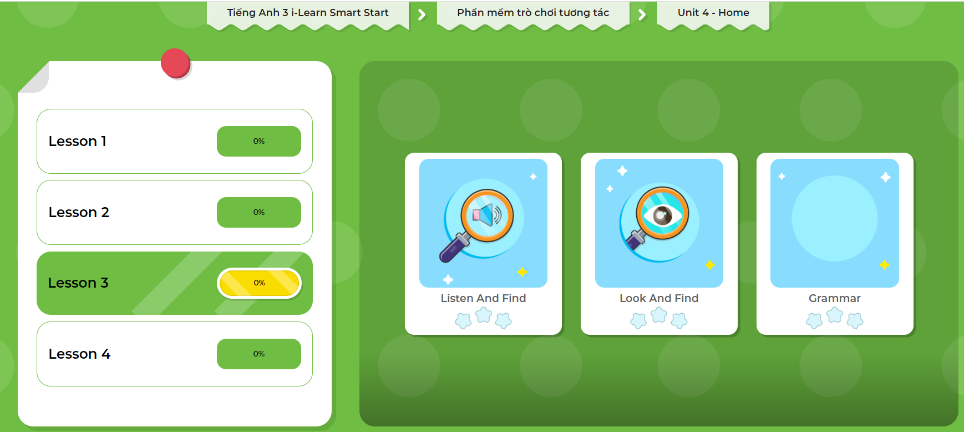 Tiếng Anh 3 i-Learn Smart Start
Phần mềm trò chơi tương tác
Unit 4 - Home
Lesson 1
0%
Lesson 2
0%
Lesson 3
0%
Lesson 4
0%
Listen And Find
Look And Find
Grammar